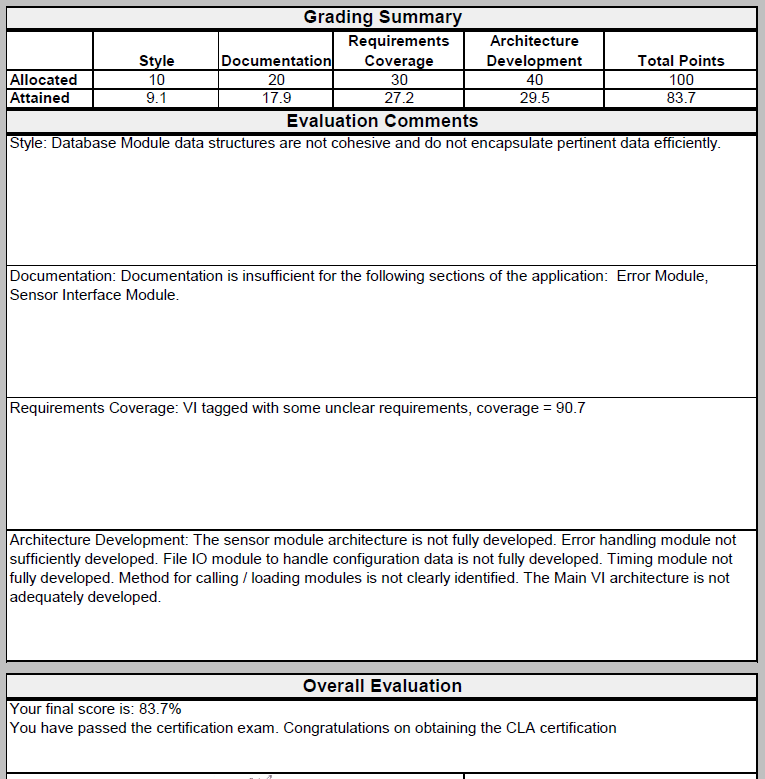 Grading Summary
Style Documentation Requirements Coverage Architecture Development Total Points
Allocated 10 20 30 40 100
Attained 9.1 17.9 27.2 29.5 83.7
Evaluation Comments
Style: Database Module data structures are not cohesive and do not encapsulate pertinent data efficiently.
Documentation: Documentation is insufficient for the following sections of the application:  Error Module,
Sensor Interface Module.
Requirements Coverage: VI tagged with some unclear requirements, coverage = 90.7
Architecture Development: The sensor module architecture is not fully developed. Error handling module not
sufficiently developed. File IO module to handle configuration data is not fully developed. Timing module not
fully developed. Method for calling / loading modules is not clearly identified. The Main VI architecture is not
adequately developed.
Overall Evaluation
Your final score is: 83.7%
You have passed the certification exam. Congratulations on obtaining the CLA certification